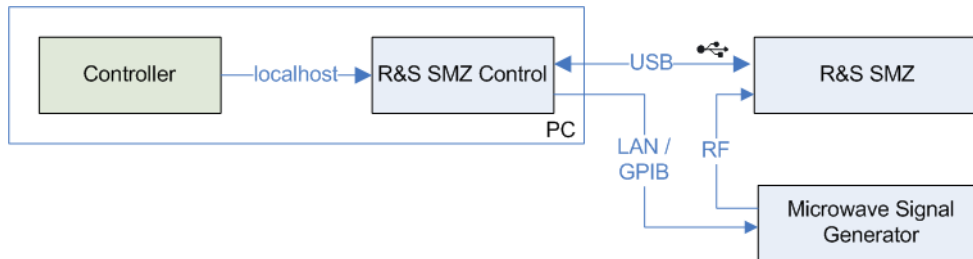 Controller
localhost
R&S SMZ Control
USB
R&S SMZ
PC
LAN /
GPIB
RF
Microwave Signal
Generator